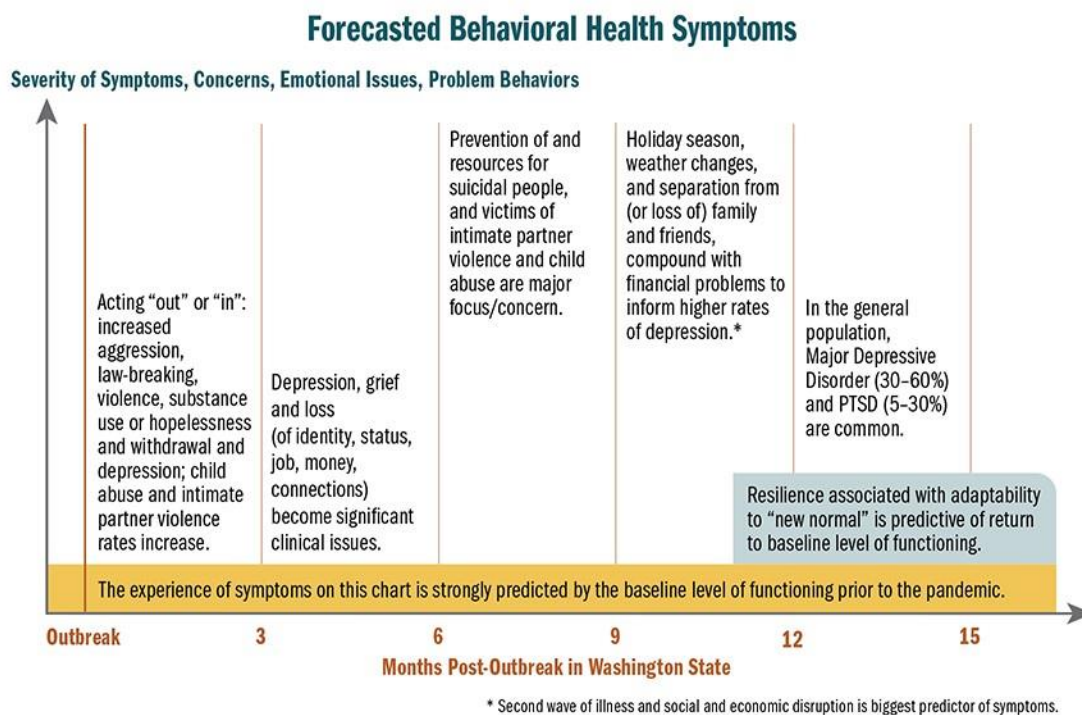 Forecasted Behavioral Health Symptoms
Severity of Symptoms, Concerns, Emotional Issues, Problem Behaviors
Acting “out” or “in”:
increased
aggression,
law-breaking,
violence, substance
use or hopelessness
and withdrawal and
depression; child
abuse and intimate
partner violence
rates increase.
Depression, grief
and loss
(of identity, status,
job, money,
connections)
become significant
clinical issues.
Prevention of and
resources for
suicidal people,
and victims of
intimate partner
violence and child
abuse are major
focus/concern.
Holiday season,
weather changes,
and separation from
(or loss of) family
and friends,
compound with
financial problems to
inform higher rates
of depression.*
In the general
population,
Major Depressive
Disorder (30–60%)
and PTSD (5–30%)
are common.
Resilience associated with adaptability
to “new normal” is predictive of return
to baseline level of functioning.
The experience of symptoms on this chart is strongly predicted by the baseline level of functioning prior to the pandemic.
Outbreak 3 6 9 12 15
Months Post-Outbreak in Washington State
* Second wave of illness and social and economic disruption is biggest predictor of symptoms.